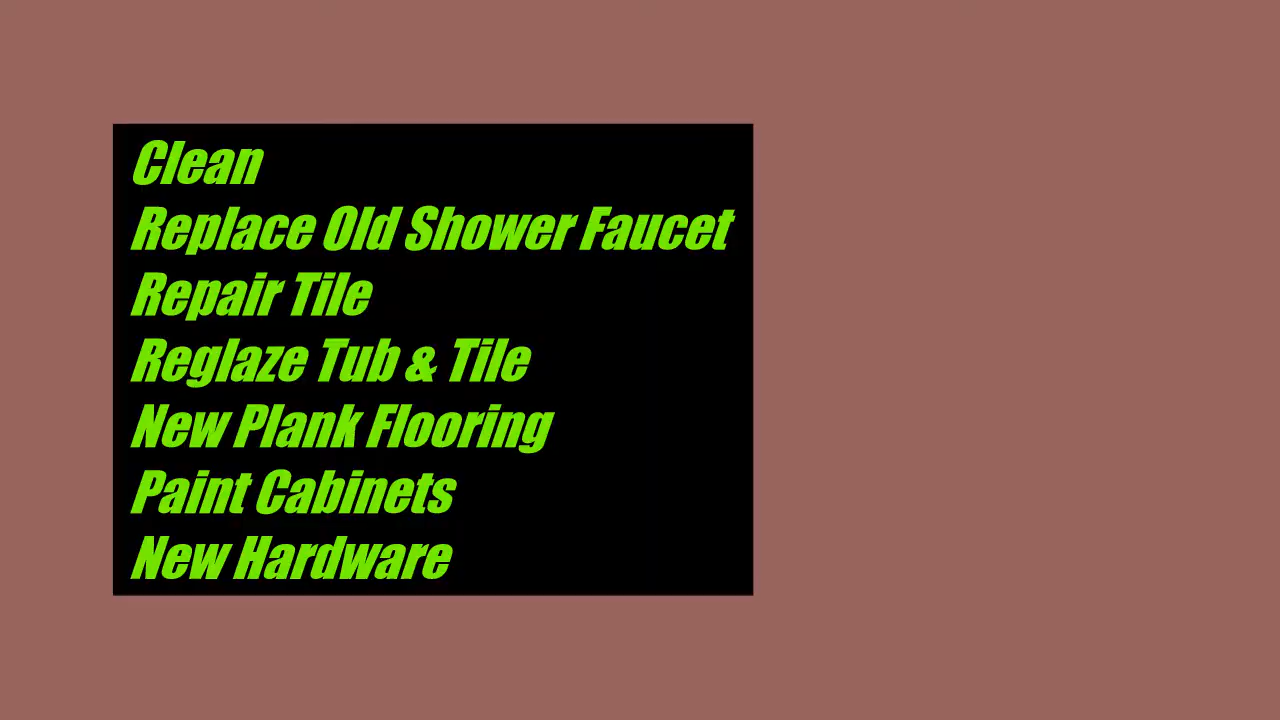 Clean
Replace Old Shower Faucet
Repair Tile
Reglaze Tub & Tile
New Plank Flooring
Paint Cabinets
New Hardware